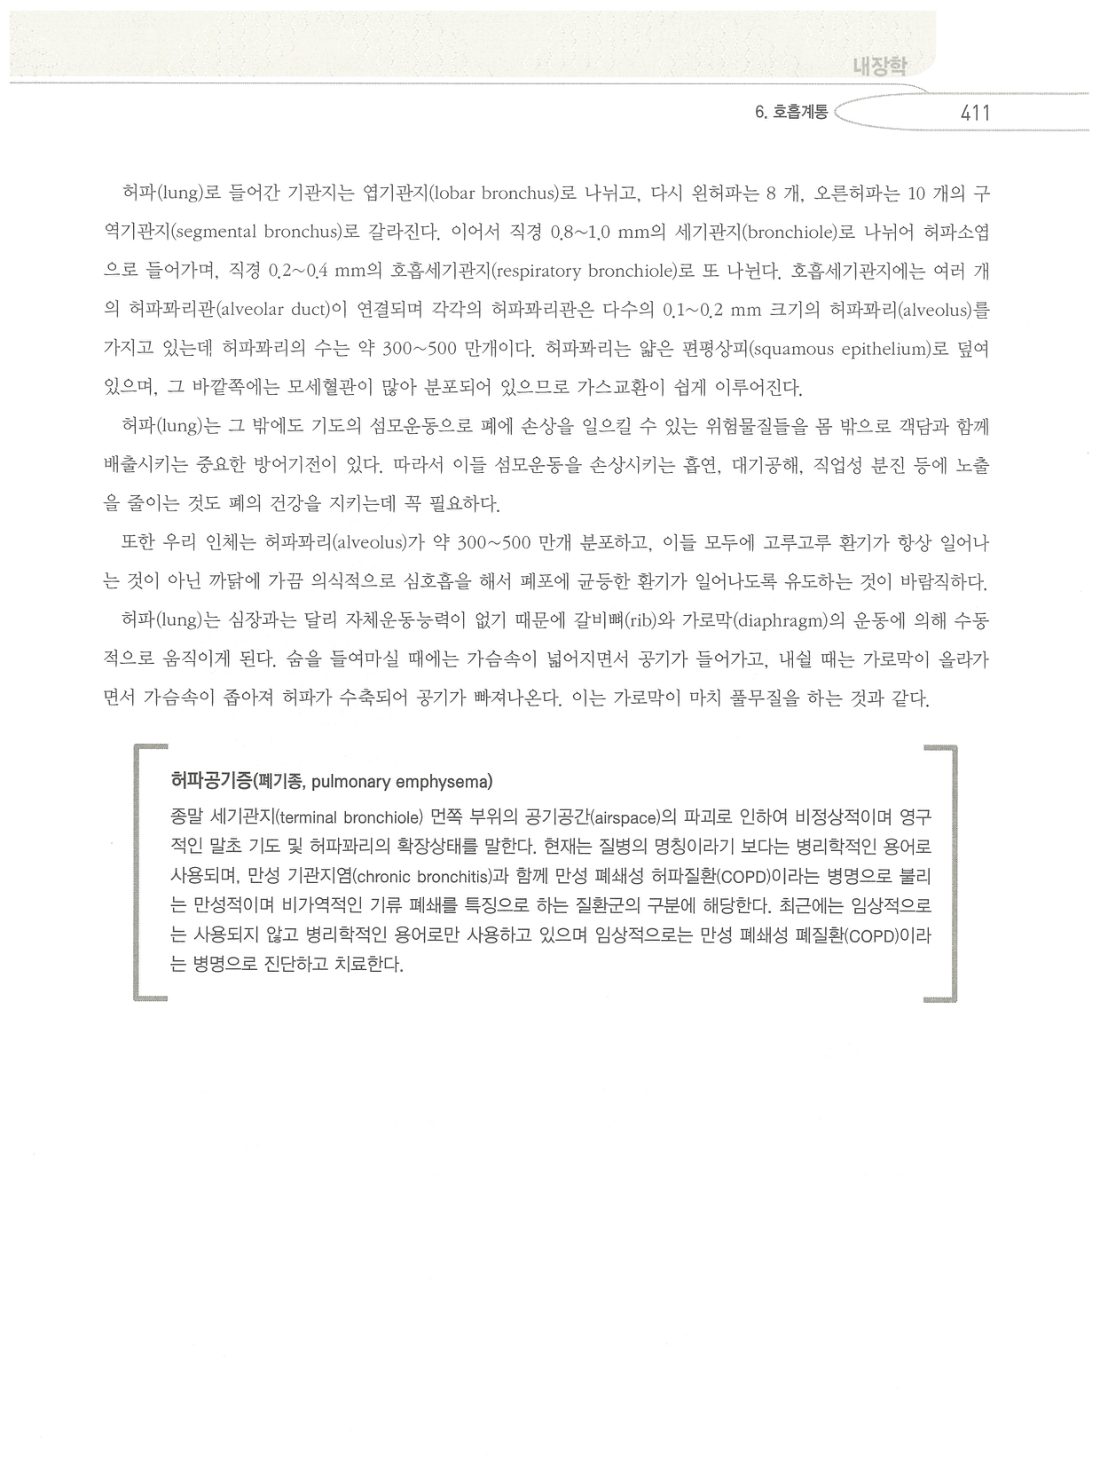 내장학
6. 호흡계통
411
허파(lung)로 들어간 기관지는 엽기관지(lobar bronchus)로 나뉘고, 다시 왼허파는 8 개, 오른허파는 10 개의 구
역기관지(segmental bronchus)로 갈라진다. 이어서 직경 0.8~1.0 mm의 세기관지(bronchiole)로 나뉘어 허파소엽
으로 들어가며, 직경 0.2~0.4 mm의 호흡세기관지(respiratory bronchiole)로 또 나뉜다. 호흡세기관지에는 여러 개
의 허파꽈리관(alveolar duct)이 연결되며 각각의 허파꽈리관은 다수의 0.1~0.2 mm 크기의 허파꽈리(alveolus)를
가지고 있는데 허파꽈리의 수는 약 300~500 만개이다. 허파꽈리는 얇은 편평상피(squamous epithelium)로 덮여
있으며, 그 바깥쪽에는 모세혈관이 많아 분포되어 있으므로 가스교환이 쉽게 이루어진다.
허파(lung)는 그 밖에도 기도의 섬모운동으로 폐에 손상을 일으킬 수 있는 위험물질들을 몸 밖으로 객담과 함께
배출시키는 중요한 방어기전이 있다. 따라서 이들 섬모운동을 손상시키는 흡연, 대기공해, 직업성 분진 등에 노출
을 줄이는 것도 폐의 건강을 지키는데 꼭 필요하다.
또한 우리 인체는 허파꽈리(alveolus)가 약 300~500 만개 분포하고, 이들 모두에 고루고루 환기가 항상 일어나
는 것이 아닌 까닭에 가끔 의식적으로 심호흡을 해서 폐포에 균등한 환기가 일어나도록 유도하는 것이 바람직하다.
허파(lung)는 심장과는 달리 자체운동능력이 없기 때문에 갈비뼈(rib)와 가로막(diaphragm)의 운동에 의해 수동
적으로 움직이게 된다. 숨을 들여마실 때에는 가슴속이 넓어지면서 공기가 들어가고, 내쉴 때는 가로막이 올라가
면서 가슴속이 좁아져 허파가 수축되어 공기가 빠져나온다. 이는 가로막이 마치 풀무질을 하는 것과 같다.
허파공기증(폐기종, pulmonary emphysema)
종말 세기관지(terminal bronchiole) 먼쪽 부위의 공기공간(airspace)의 파괴로 인하여 비정상적이며 영구
적인 말초 기도 및 허파꽈리의 확장상태를 말한다. 현재는 질병의 명칭이라기 보다는 병리학적인 용어로
사용되며, 만성 기관지염(chronic bronchitis)과 함께 만성 폐쇄성 허파질환(COPD)이라는 병명으로 불리
는 만성적이며 비가역적인 기류 폐쇄를 특징으로 하는 질환군의 구분에 해당한다. 최근에는 임상적으로
는 사용되지 않고 병리학적인 용어로만 사용하고 있으며 임상적으로는 만성 폐쇄성 폐질환(COPD)이라
는 병명으로 진단하고 치료한다.